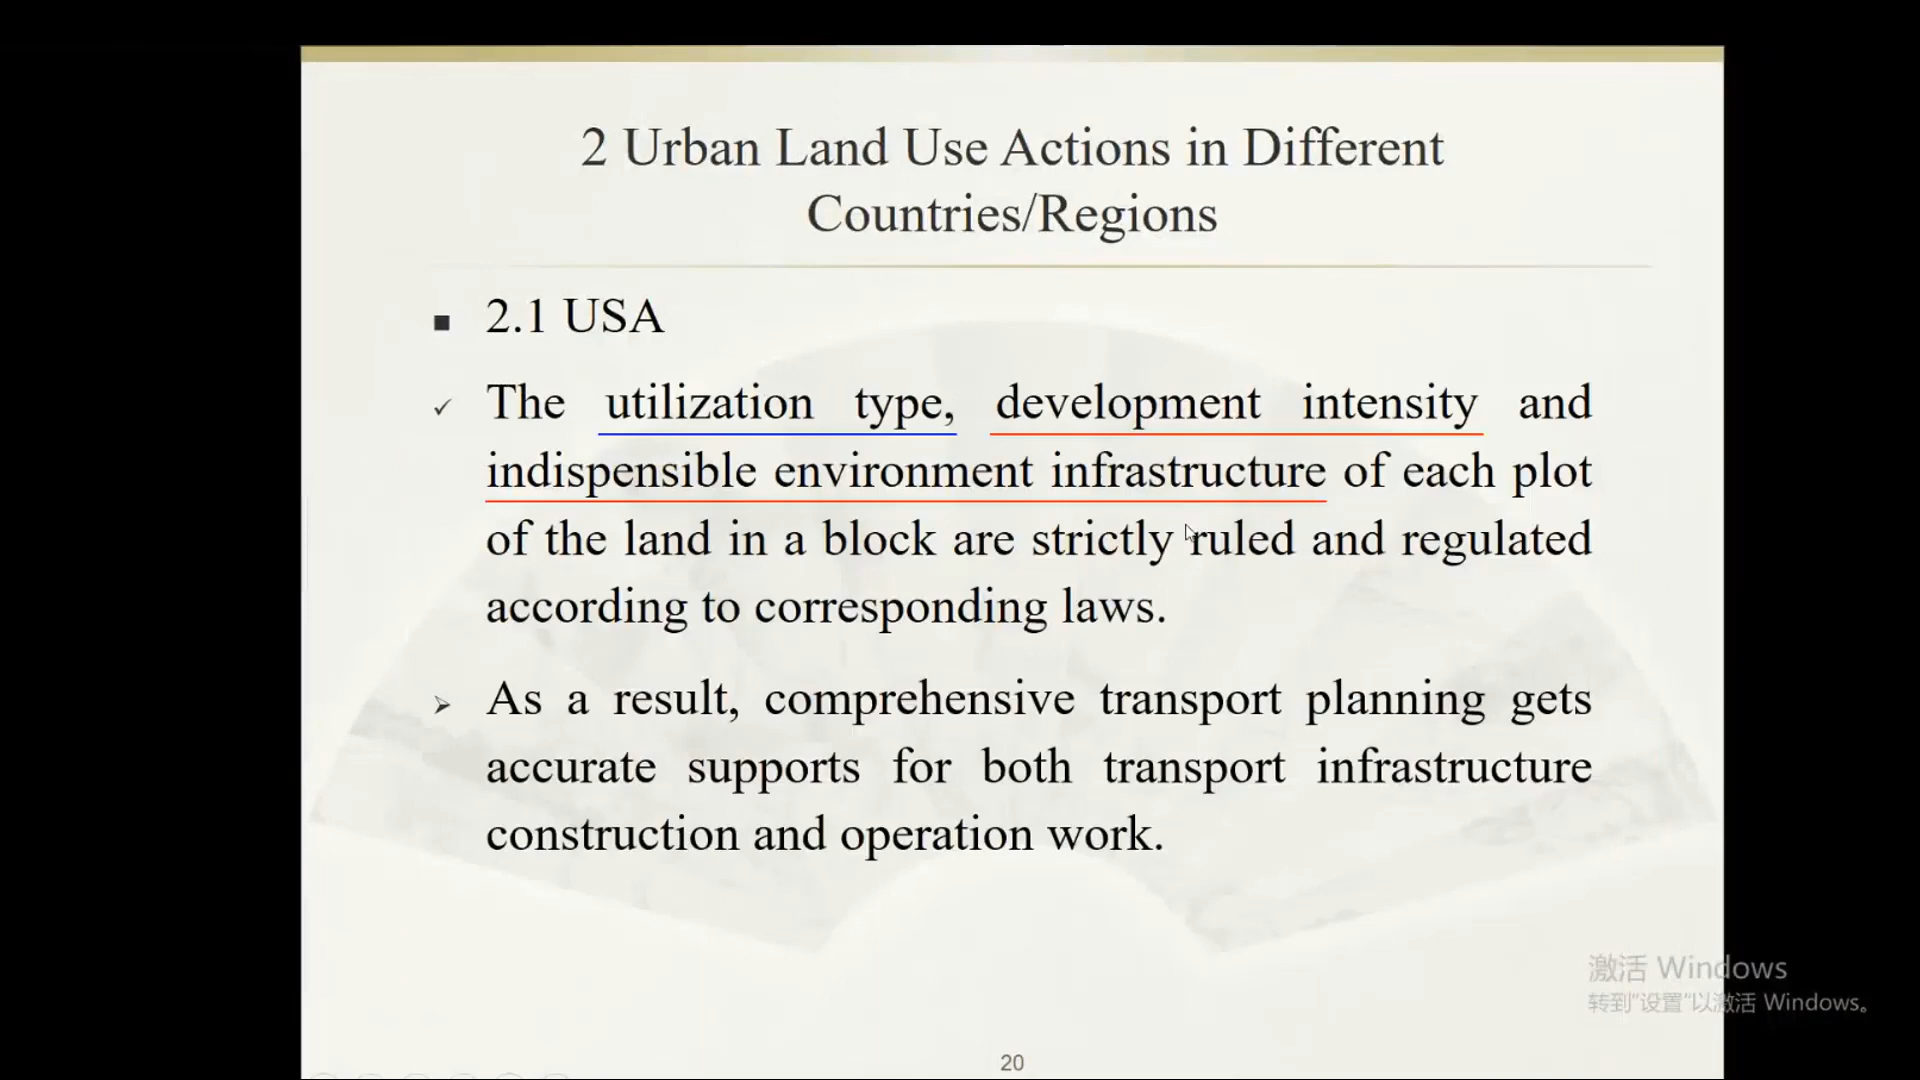 2 Urban Land Use Actions in Different
Countries/Regions
2.1 USA
The utilization type, development intensity and
indispensible environment infrastructure of each plot
of the land in a block are strictly ruled and regulated
according to corresponding laws.
As a result, comprehensive transport planning gets
accurate supports for both transport infrastructure
construction and operation work.
激活 Windows
转到“设置”以激活 Windows。
20